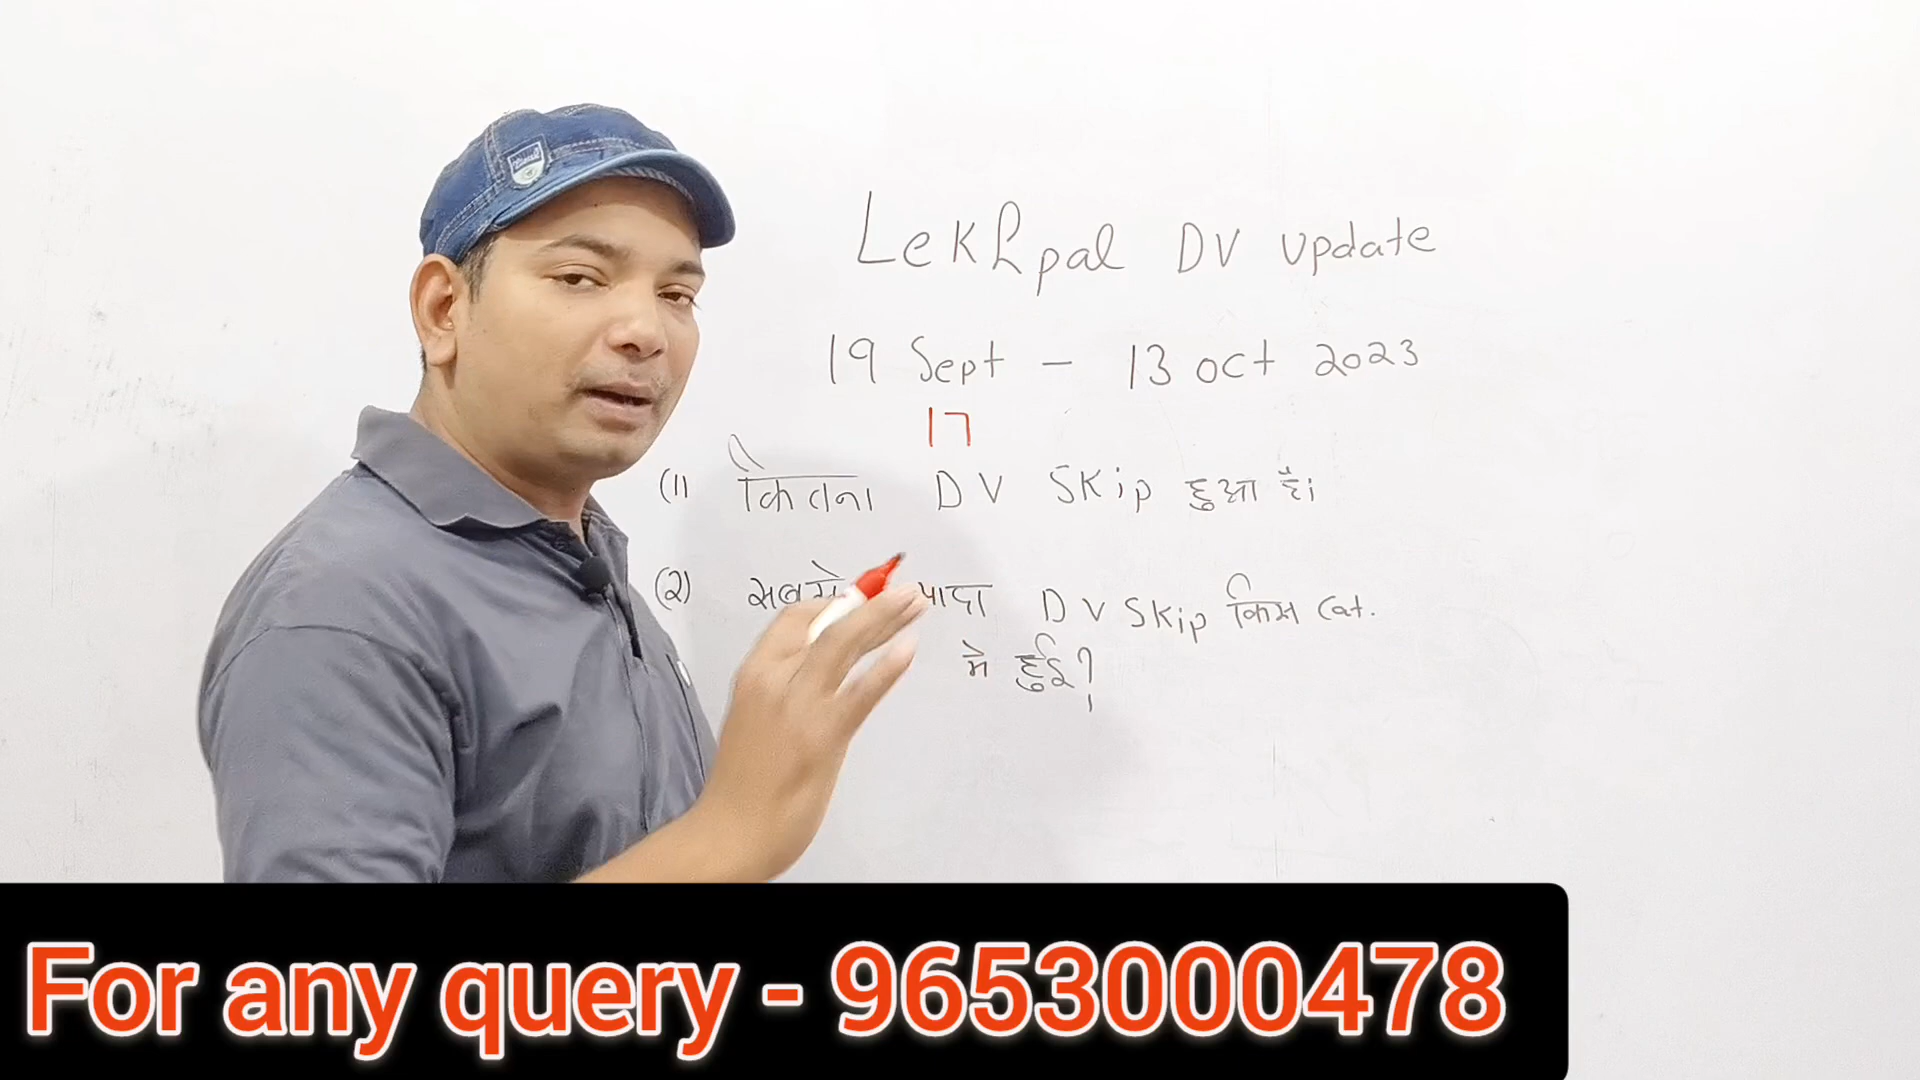 Lekhpal DV update
19 Sept - 13 oct 2023
17
(1) कितना DV Skip हुआ है।
(2) सबसे DV Skip किस Cat.
मे हुई?
For any query - 9653000478